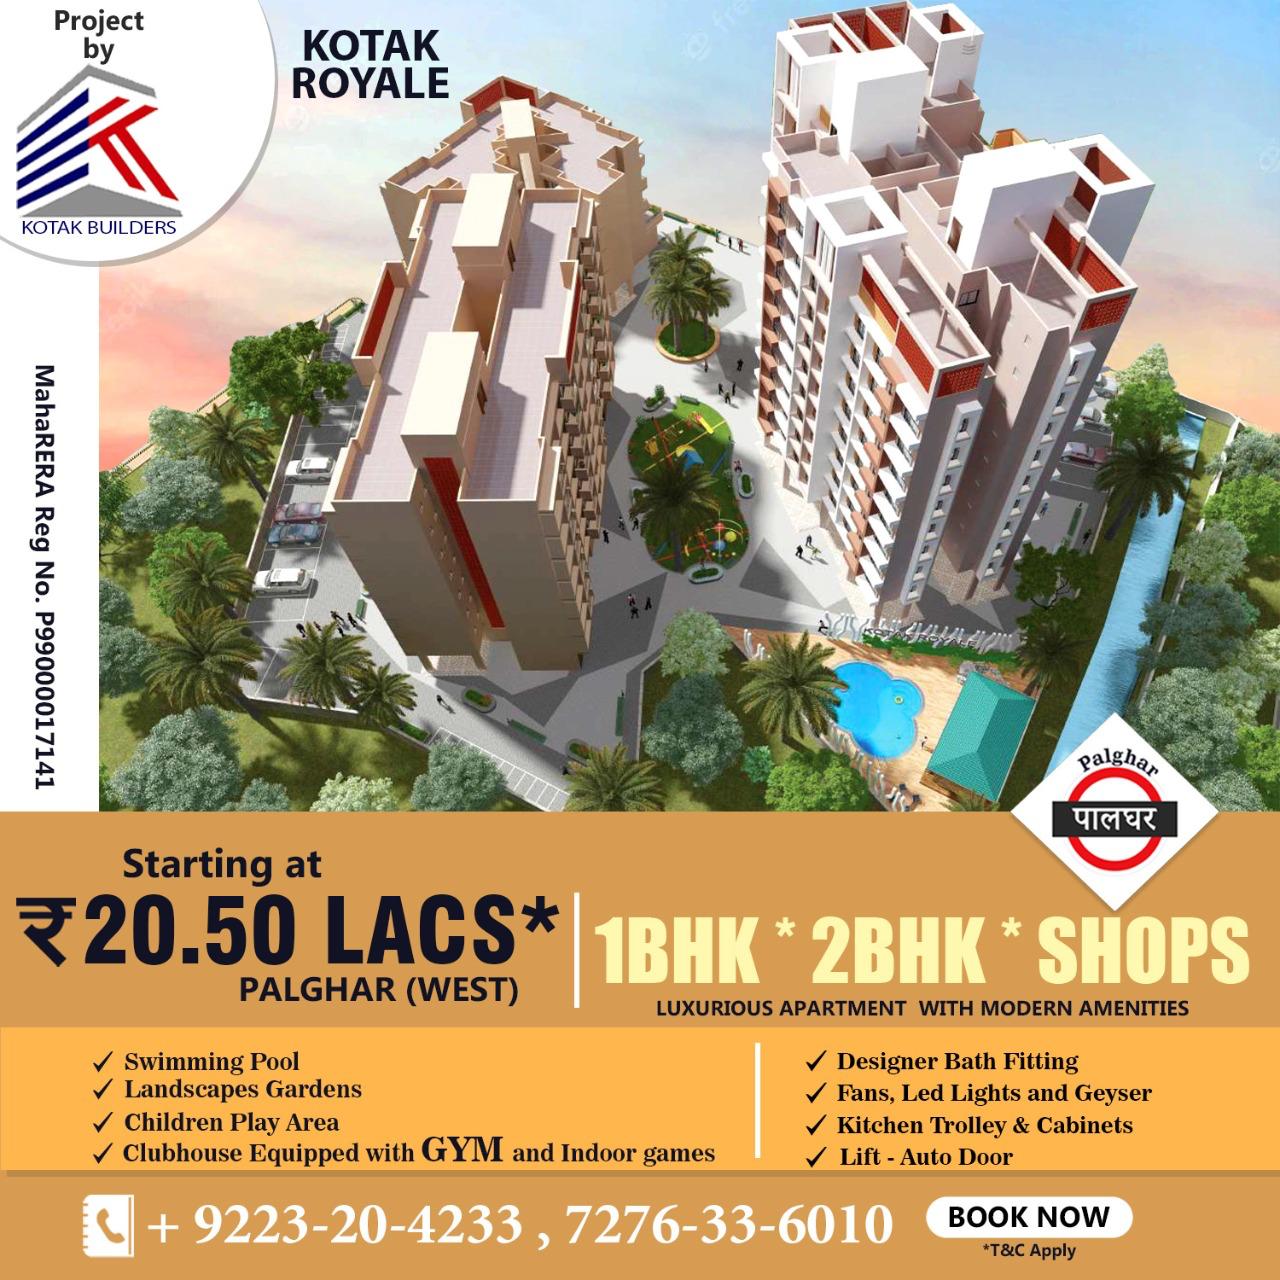 Project
by
KOTAK BUILDERS
KOTAK
ROYALE
MahaRERA Reg No. P99000017141
KOTAK ROYALE
Palghar
पालघर
Starting at
₹20.50 LACS*
PALGHAR (WEST)
1BHK * 2BHK * SHOPS
LUXURIOUS APARTMENT WITH MODERN AMENITIES
✓ Swimming Pool
✓ Landscapes Gardens
✓ Children Play Area
✓ Clubhouse Equipped with GYM and Indoor games
✓ Designer Bath Fitting
✓ Fans, Led Lights and Geyser
✓ Kitchen Trolley & Cabinets
✓ Lift - Auto Door
+ 9223-20-4233 , 7276-33-6010
BOOK NOW
*T&C Apply